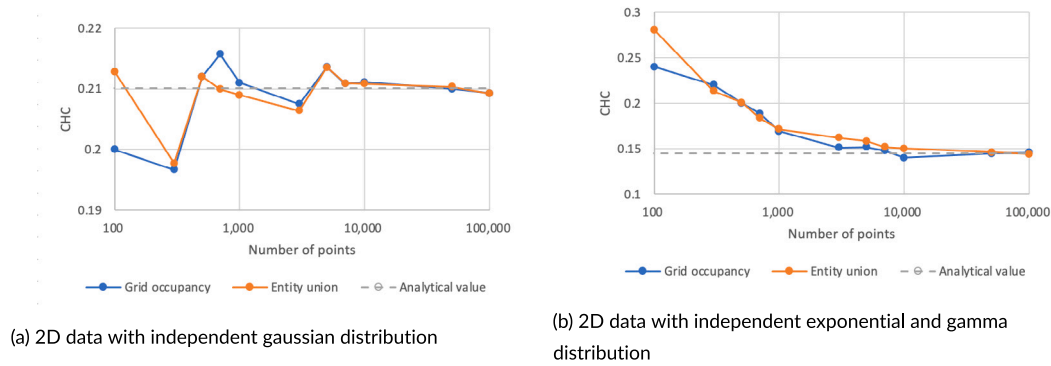 0.22
0.21
0.2
0.19
CHC
100
1,000
10,000
100,000
Number of points
Grid occupancy
Entity union
Analytical value
(a) 2D data with independent gaussian distribution
0.3
0.25
0.2
0.15
0.1
CHC
100
1,000
10,000
100,000
Number of points
Grid occupancy
Entity union
Analytical value
(b) 2D data with independent exponential and gamma
distribution